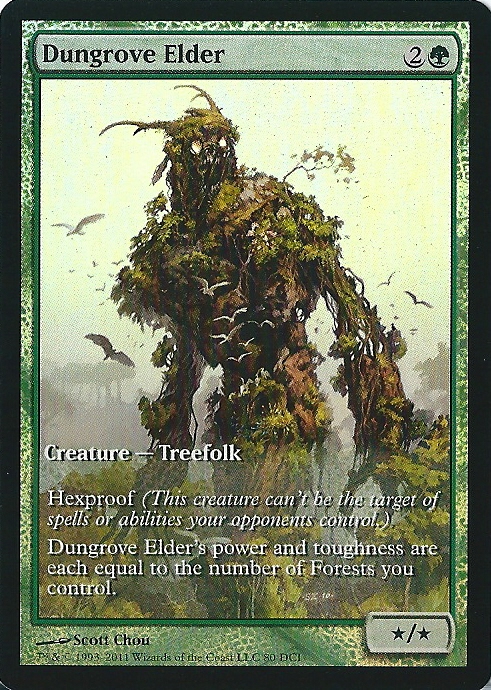 Dungrove Elder 2
Creature — Treefolk
Hexproof (This creature can't be the target of
spells or abilities your opponents control.)
Dungrove Elder's power and toughness are
each equal to the number of Forests you
control.
★/★
Scott Chou
™ & © 1993–2011 Wizards of the Coast LLC 80 DCI